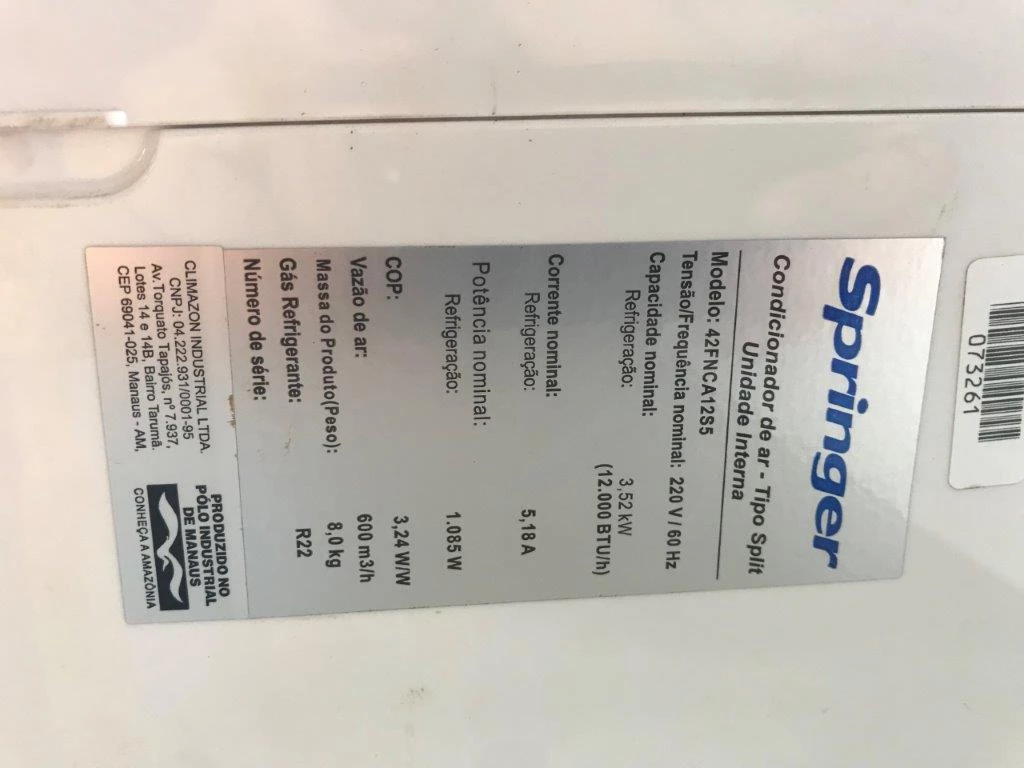 Springer
Condicionador de ar - Tipo Split
Unidade Interna
Modelo: 42FNCA12S5
Tensão/Frequência nominal: 220 V / 60 Hz
Capacidade nominal:
Refrigeração: 3,52 kW
(12.000 BTU/h)
Corrente nominal:
Refrigeração: 5,18 A
Potência nominal:
Refrigeração: 1.085 W
COP: 3,24 W/W
Vazão de ar: 600 m3/h
Massa do Produto(Peso): 8,0 kg
Gás Refrigerante: R22
Número de série:
CLIMAZON INDUSTRIAL LTDA.
CNPJ: 04.222.931/0001-95
Av.Torquato Tapajós, nº 7.937,
Lotes 14 e 14B, Bairro Tarumã.
CEP 69041-025, Manaus - AM,
PRODUZIDO NO
PÓLO INDUSTRIAL
DE MANAUS
CONHEÇA A AMAZÔNIA
073261